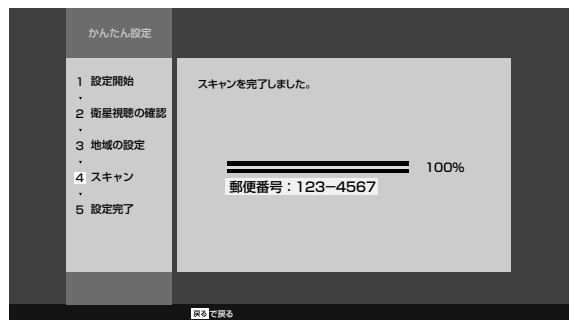 かんたん設定
1 設定開始
・
2 衛星視聴の確認
・
3 地域の設定
・
4 スキャン
・
5 設定完了
スキャンを完了しました。
100%
郵便番号：123−4567
戻る で戻る